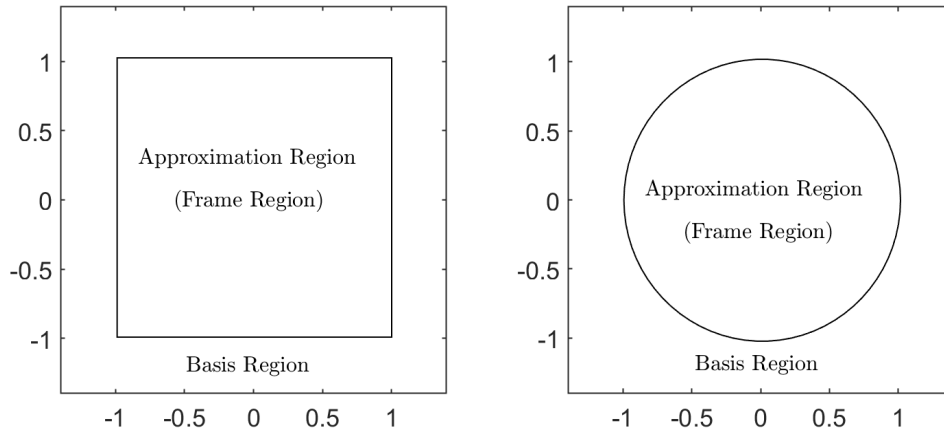 1
0.5
0
-0.5
-1
Approximation Region
(Frame Region)
Basis Region
-1 -0.5 0 0.5 1
1
0.5
0
-0.5
-1
Approximation Region
(Frame Region)
Basis Region
-1 -0.5 0 0.5 1